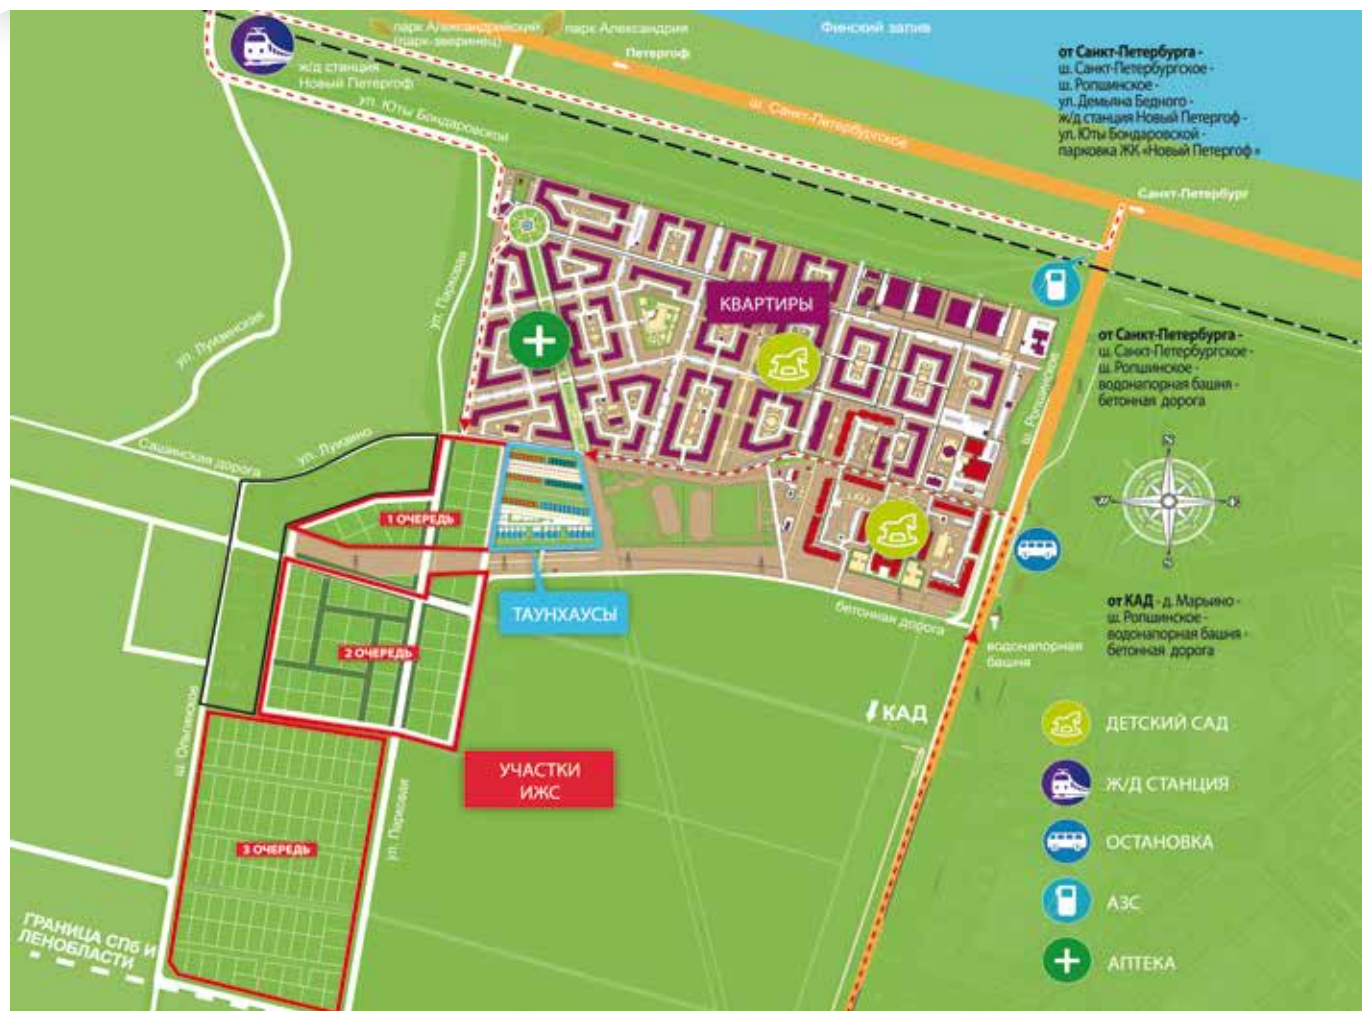 парк Александрийский
(парк-зверинец)
парк Александрия
Финский залив
Петергоф
ж/д станция
Новый Петергоф
ул. Юты Бондаровской
ш. Санкт-Петербургское
от Санкт-Петербурга -
ш. Санкт-Петербургское -
ш. Ропшинское -
ул. Демьяна Бедного -
ж/д станция Новый Петергоф -
ул. Юты Бондаровской -
парковка ЖК «Новый Петергоф»
Санкт-Петербург
ул. Парковая
КВАРТИРЫ
ул. Луизинская
от Санкт-Петербурга -
ш. Санкт-Петербургское -
ш. Ропшинское -
водонапорная башня -
бетонная дорога
ш. Ропшинское
Сашинская дорога
ул. Луизино
N
W
E
S
1 ОЧЕРЕДЬ
ТАУНХАУСЫ
бетонная дорога
от КАД - д. Марьино -
ш. Ропшинское -
водонапорная башня -
бетонная дорога
водонапорная
башня
2 ОЧЕРЕДЬ
КАД
ш. Ольгинское
УЧАСТКИ
ИЖС
ул. Парковая
3 ОЧЕРЕДЬ
ГРАНИЦА СПб И
ЛЕНОБЛАСТИ
ДЕТСКИЙ САД
Ж/Д СТАНЦИЯ
ОСТАНОВКА
АЗС
АПТЕКА